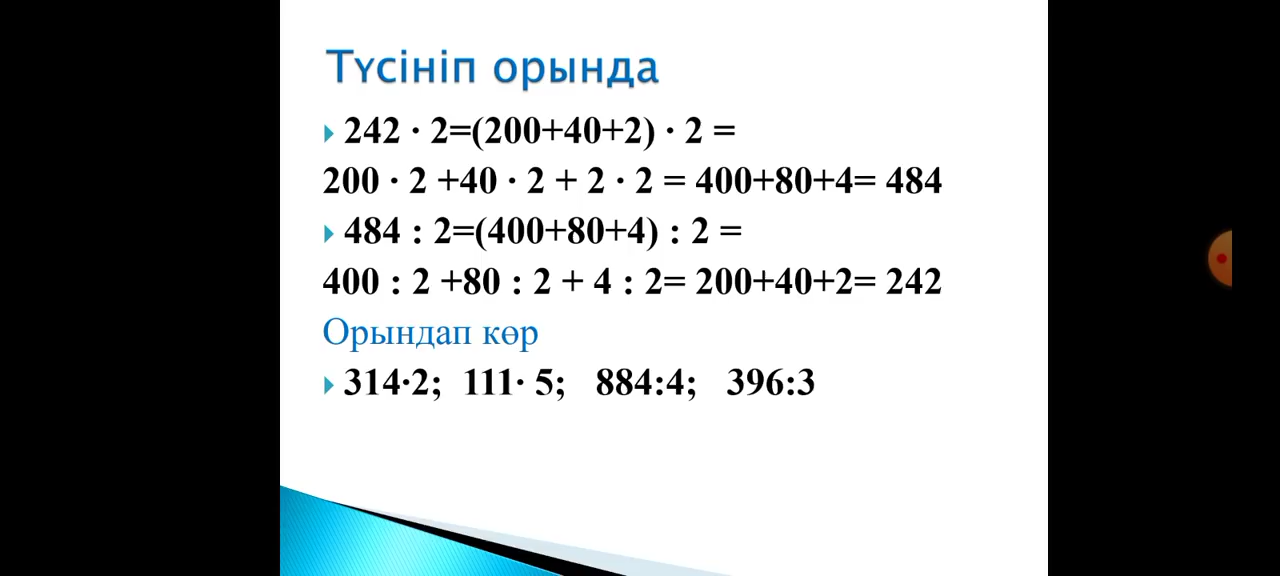 Түсініп орында
242 · 2=(200+40+2) · 2 =
200 · 2 +40 · 2 + 2 · 2 = 400+80+4= 484
484 : 2=(400+80+4) : 2 =
400 : 2 +80 : 2 + 4 : 2= 200+40+2= 242
Орындап көр
314·2; 111· 5; 884:4; 396:3